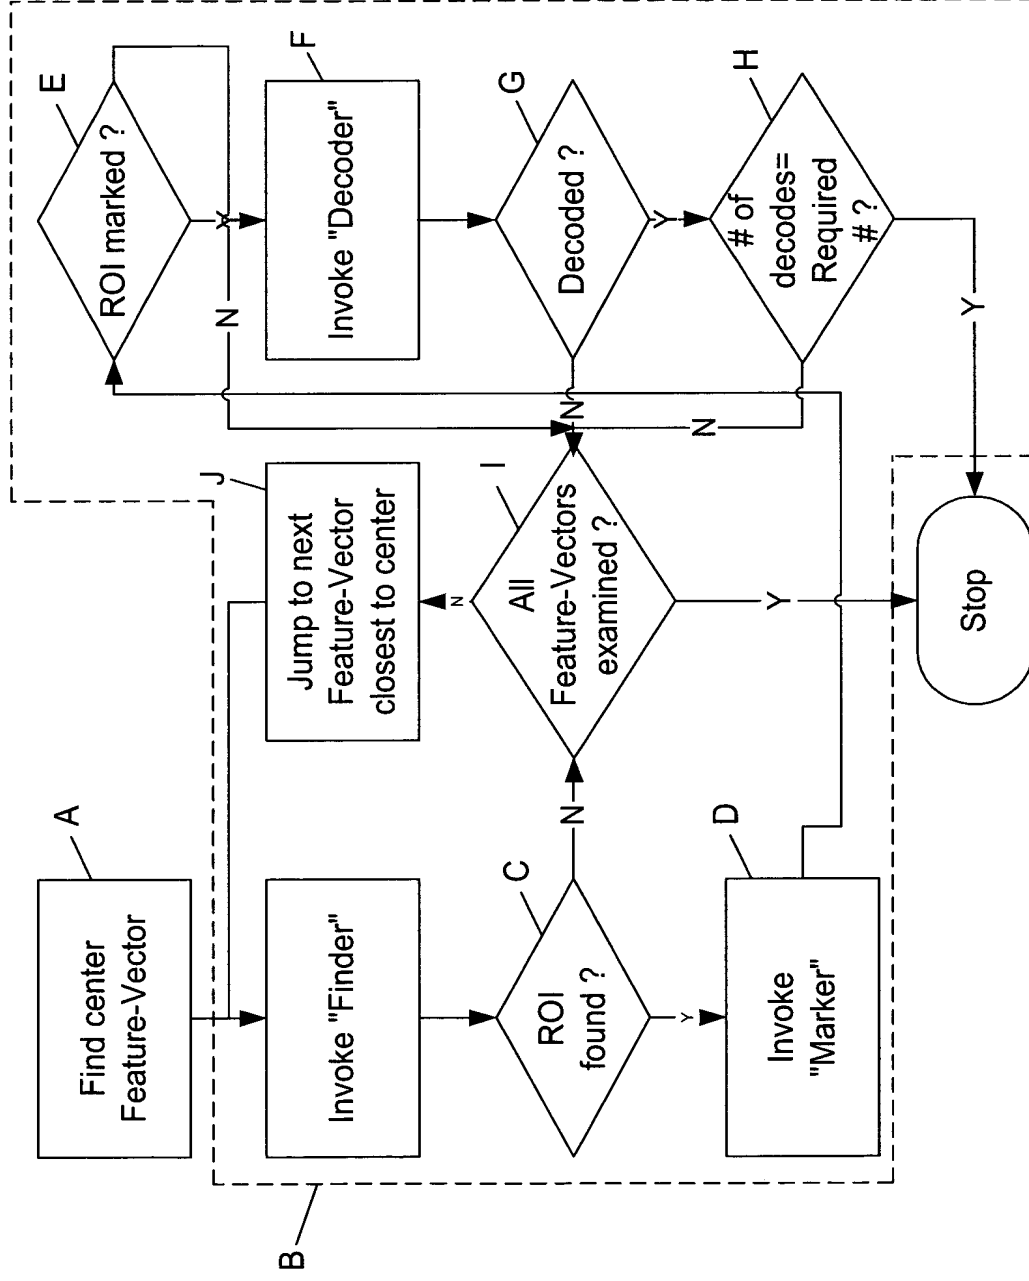 A
Find center
Feature-Vector
B
Invoke "Finder"
C
ROI
found ?
Y
N
D
Invoke
"Marker"
J
Jump to next
Feature-Vector
closest to center
N
I
All
Feature-Vectors
examined ?
Y
Stop
E
ROI marked ?
Y
N
F
Invoke "Decoder"
G
Decoded ?
N
Y
H
# of
decodes=
Required
# ?
N
Y